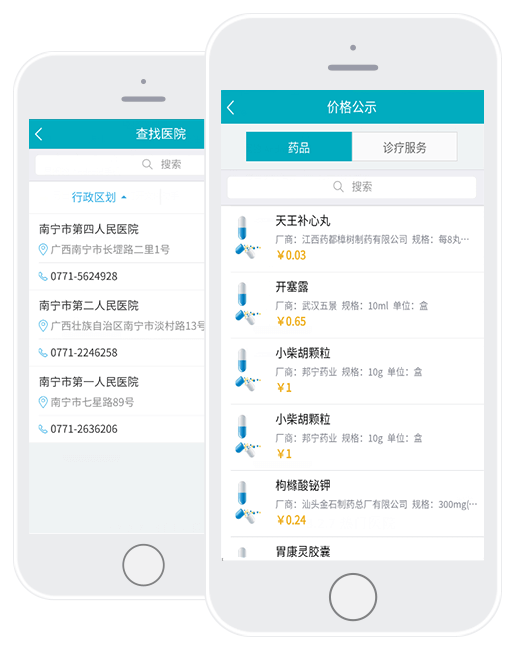 查找医院
搜索
行政区划
南宁市第四人民医院
广西南宁市长堽路二里1号
0771-5624928
南宁市第二人民医院
广西壮族自治区南宁市淡村路13号
0771-2246258
南宁市第一人民医院
南宁市七星路89号
0771-2636206
价格公示
药品
诊疗服务
搜索
天王补心丸
厂商：江西药都樟树制药有限公司 规格：每8丸…
￥0.03
开塞露
厂商：武汉五景 规格：10ml 单位：盒
￥0.65
小柴胡颗粒
厂商：邦宁药业 规格：10g 单位：盒
￥1
小柴胡颗粒
厂商：邦宁药业 规格：10g 单位：盒
￥1
枸橼酸铋钾
厂商：汕头金石制药总厂有限公司 规格：300mg(…
￥0.24
胃康灵胶囊